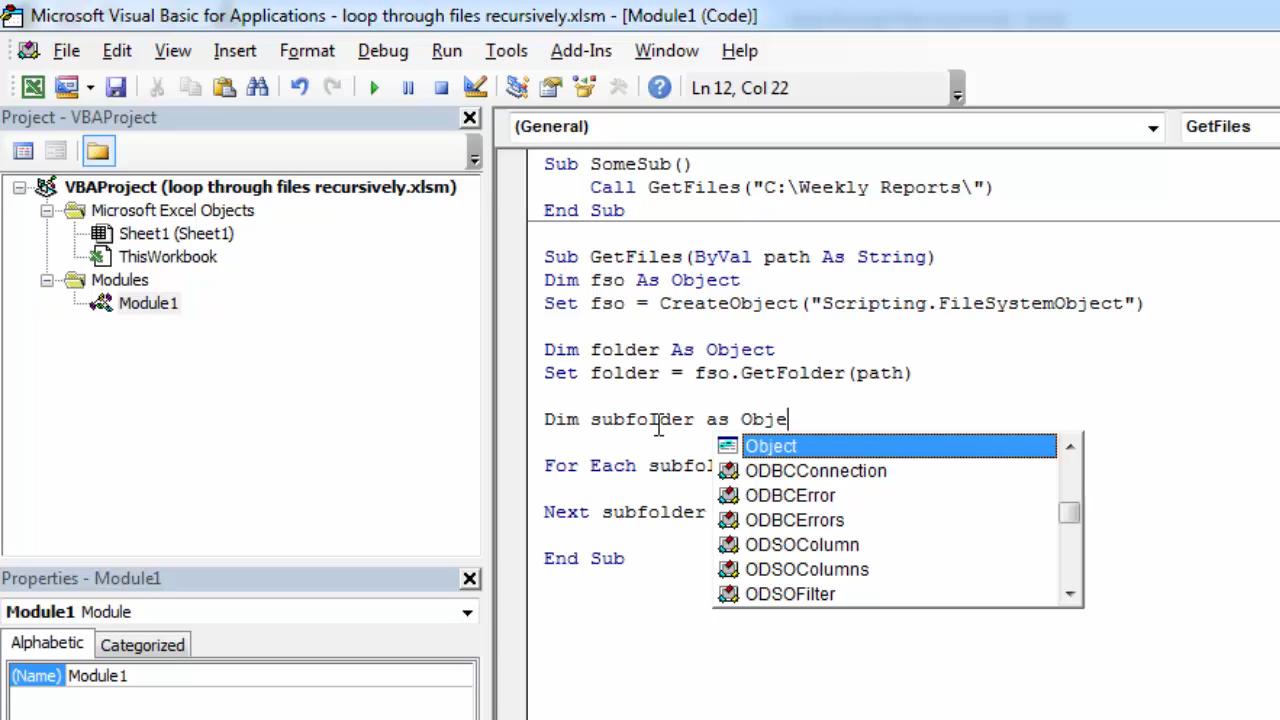 Microsoft Visual Basic for Applications - loop through files recursively.xlsm - [Module1 (Code)]
File Edit View Insert Format Debug Run Tools Add-Ins Window Help
Ln 12, Col 22
Project - VBAProject
VBAProject (loop through files recursively.xlsm)
Microsoft Excel Objects
Sheet1 (Sheet1)
ThisWorkbook
Modules
Module1
Properties - Module1
Module1 Module
Alphabetic Categorized
(Name) Module1
(General) GetFiles
Sub SomeSub()
Call GetFiles("C:\Weekly Reports\")
End Sub
Sub GetFiles(ByVal path As String)
Dim fso As Object
Set fso = CreateObject("Scripting.FileSystemObject")
Dim folder As Object
Set folder = fso.GetFolder(path)
Dim subfolder as Obje
For Each subfol
Next subfolder
End Sub
Object
ODBCConnection
ODBCError
ODBCErrors
ODSOColumn
ODSOColumns
ODSOFilter